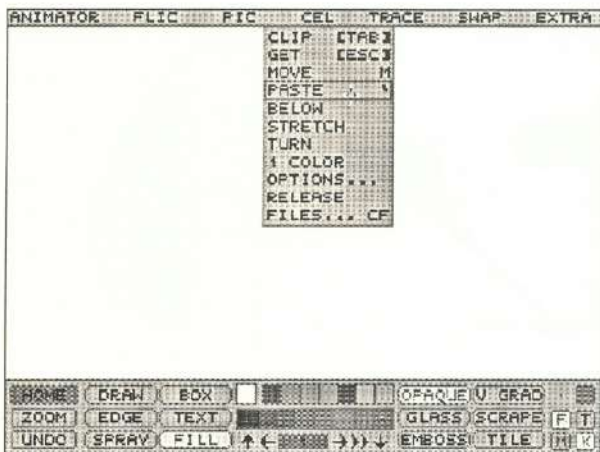 ANIMATOR FLIC PIC CEL TRACE SWAP EXTRA
CLIP [TAB]
GET [ESC]
MOVE M
PASTE `
BELOW
STRETCH
TURN
1 COLOR
OPTIONS...
RELEASE
FILES... CF
HOME DRAW BOX OPAQUE V GRAD
ZOOM EDGE TEXT GLASS SCRAPE F T
UNDO SPRAY FILL EMBOSS TILE M K